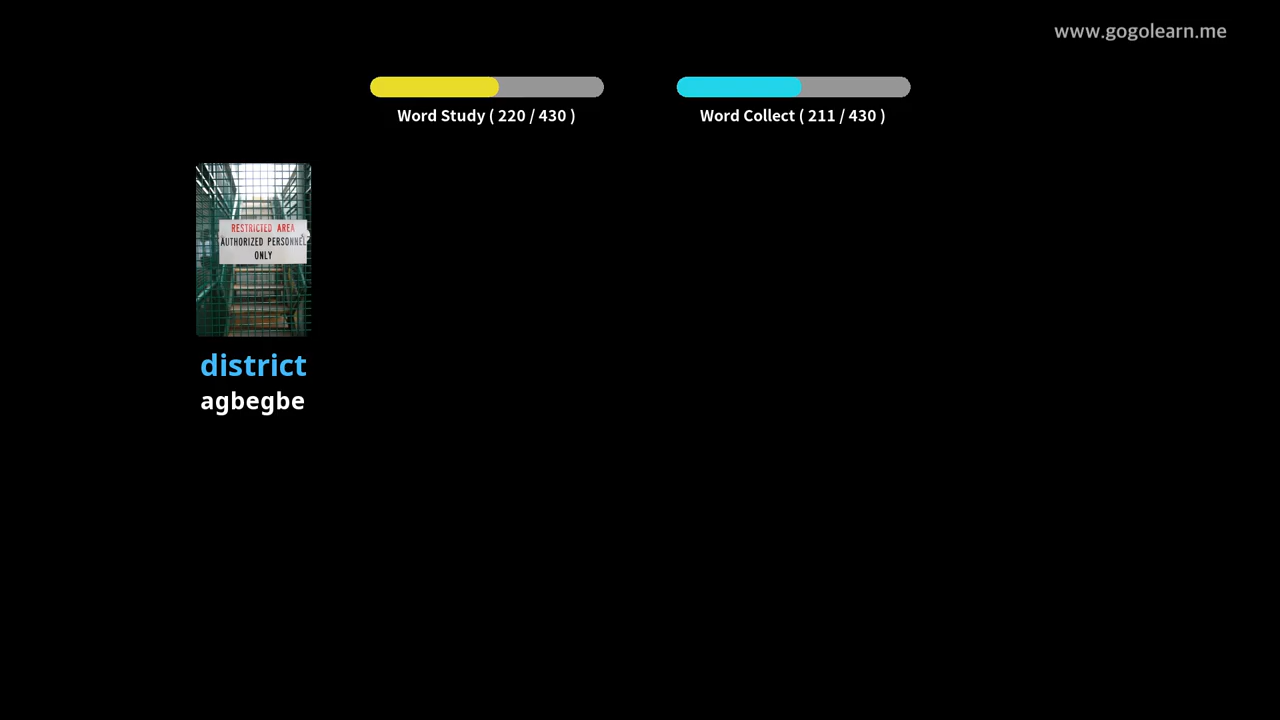 www.gogolearn.me
Word Study ( 220 / 430 )
Word Collect ( 211 / 430 )
RESTRICTED AREA
AUTHORIZED PERSONNEL
ONLY
district
agbegbe